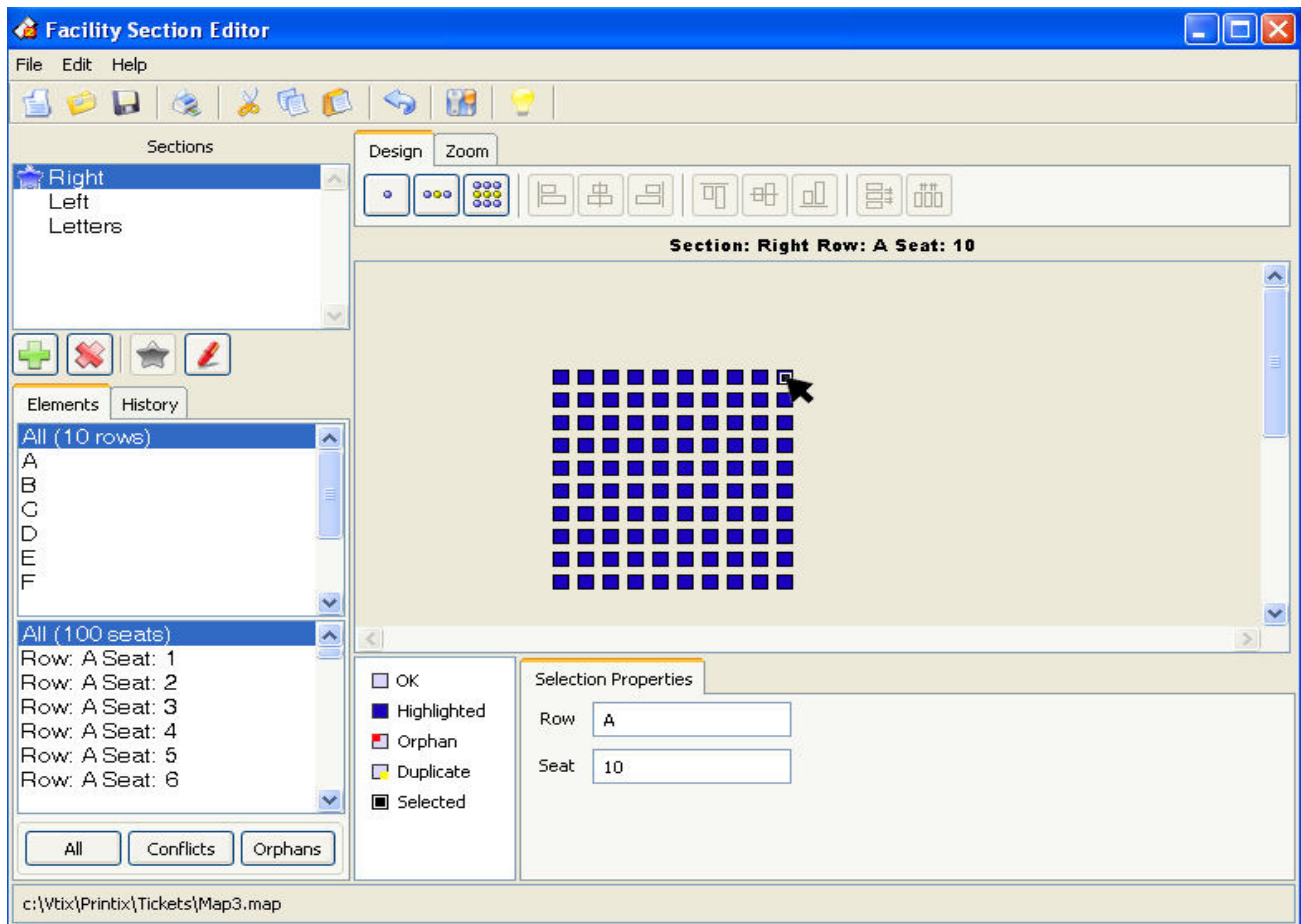 Facility Section Editor
File Edit Help
Sections
Right
Left
Letters
Design Zoom
Section: Right Row: A Seat: 10
Elements History
All (10 rows)
A
B
C
D
E
F
All (100 seats)
Row: A Seat: 1
Row: A Seat: 2
Row: A Seat: 3
Row: A Seat: 4
Row: A Seat: 5
Row: A Seat: 6
All Conflicts Orphans
OK
Highlighted
Orphan
Duplicate
Selected
Selection Properties
Row A
Seat 10
c:\Vtix\Printix\Tickets\Map3.map